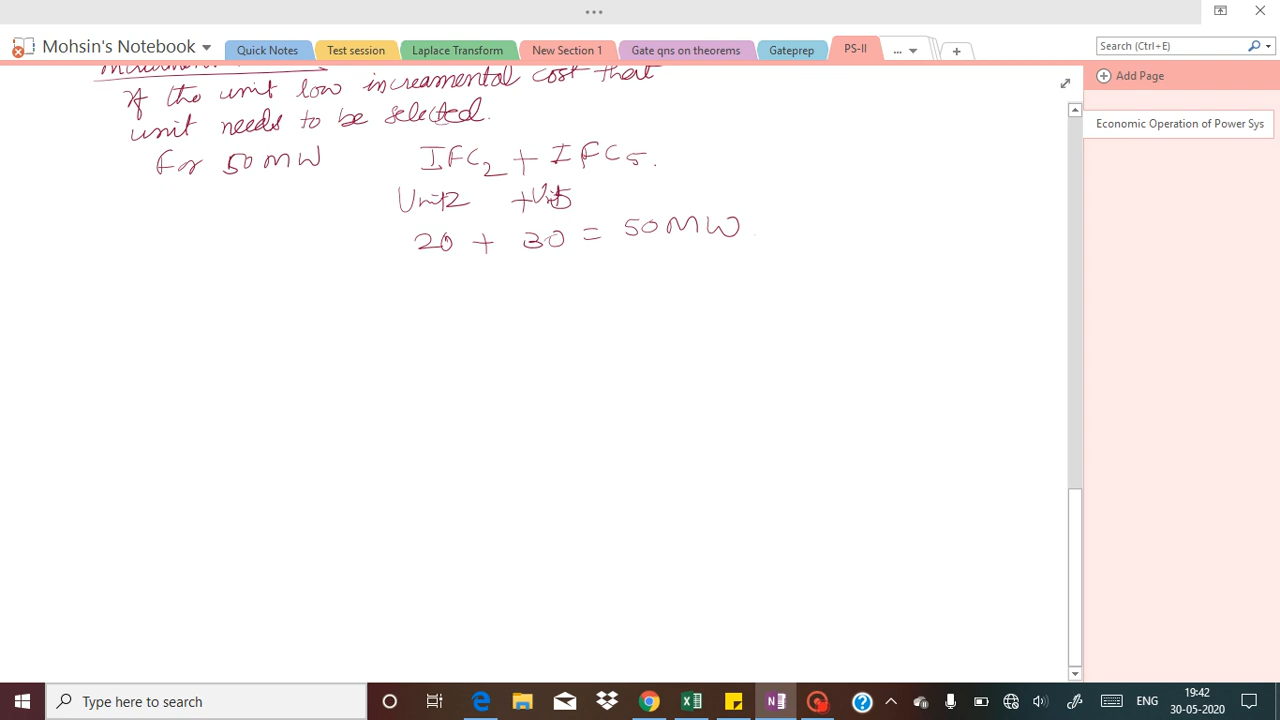 Mohsin's Notebook
Quick Notes
Test session
Laplace Transform
New Section 1
Gate qns on theorems
Gateprep
PS-II
...
Search (Ctrl+E)
Add Page
Economic Operation of Power Sys
If the unit low increamental cost that
unit needs to be selected.
For 50 MW IFC2 + IFC5.
Unit2 + Unit5
20 + 30 = 50 MW
Type here to search
ENG
19:42
30-05-2020